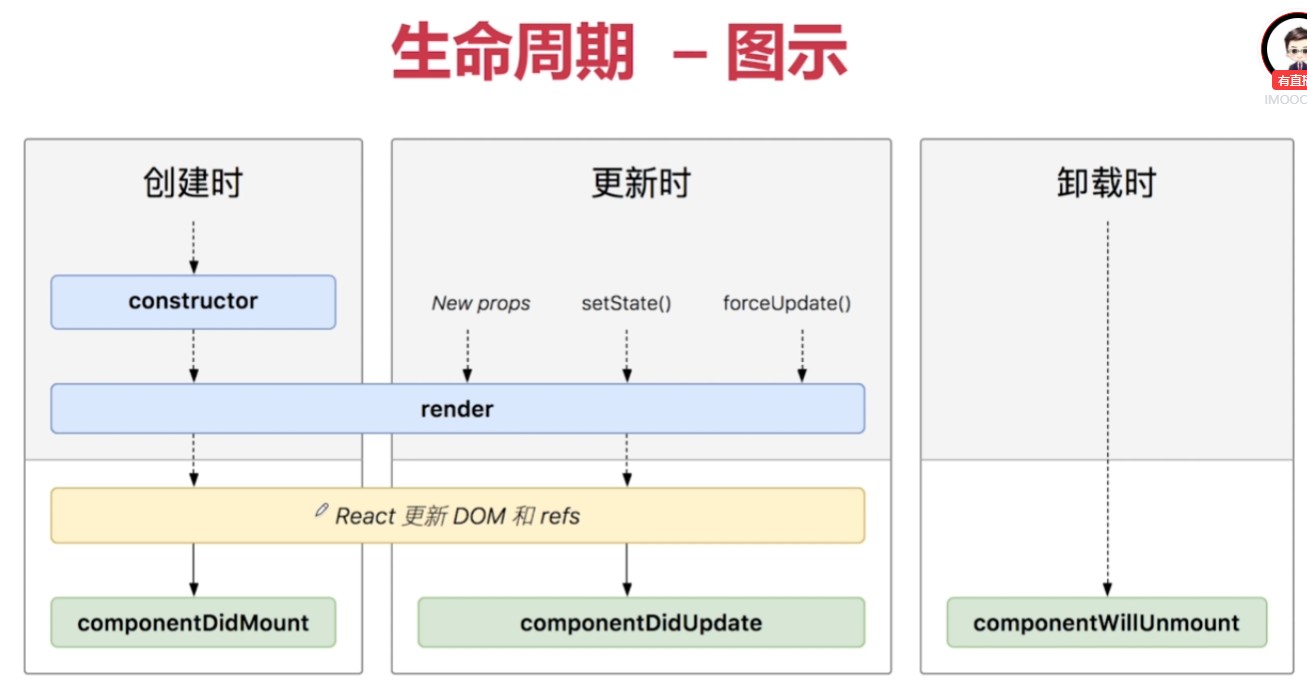 生命周期 – 图示
有直播
IMOOC
创建时
更新时
卸载时
constructor
New props
setState()
forceUpdate()
render
React 更新 DOM 和 refs
componentDidMount
componentDidUpdate
componentWillUnmount